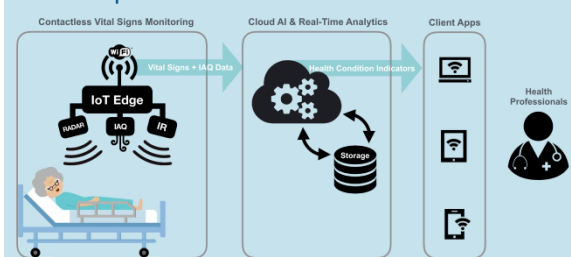 Contactless Vital Signs Monitoring
Cloud AI & Real-Time Analytics
Client Apps
WiFi
Vital Signs + IAQ Data
Health Condition Indicators
IoT Edge
RADAR
IAQ
IR
Storage
Health
Professionals